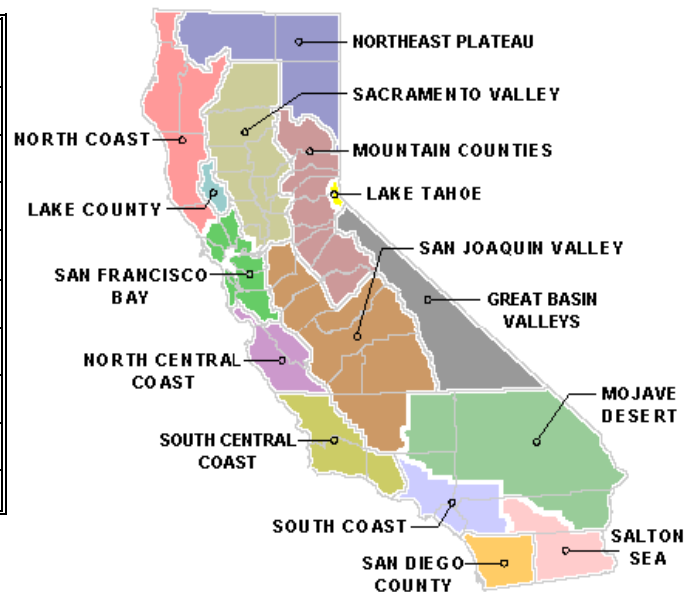 NORTHEAST PLATEAU
SACRAMENTO VALLEY
NORTH COAST
MOUNTAIN COUNTIES
LAKE TAHOE
LAKE COUNTY
SAN JOAQUIN VALLEY
SAN FRANCISCO
BAY
GREAT BASIN
VALLEYS
NORTH CENTRAL
COAST
MOJAVE
DESERT
SOUTH CENTRAL
COAST
SOUTH COAST
SALTON
SEA
SAN DIEGO
COUNTY